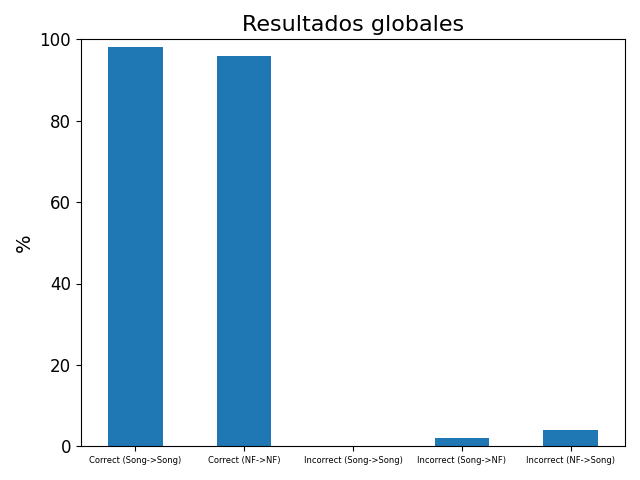 Resultados globales
100
80
60
40
20
0
%
Correct (Song->Song)
Correct (NF->NF)
Incorrect (Song->Song)
Incorrect (Song->NF)
Incorrect (NF->Song)